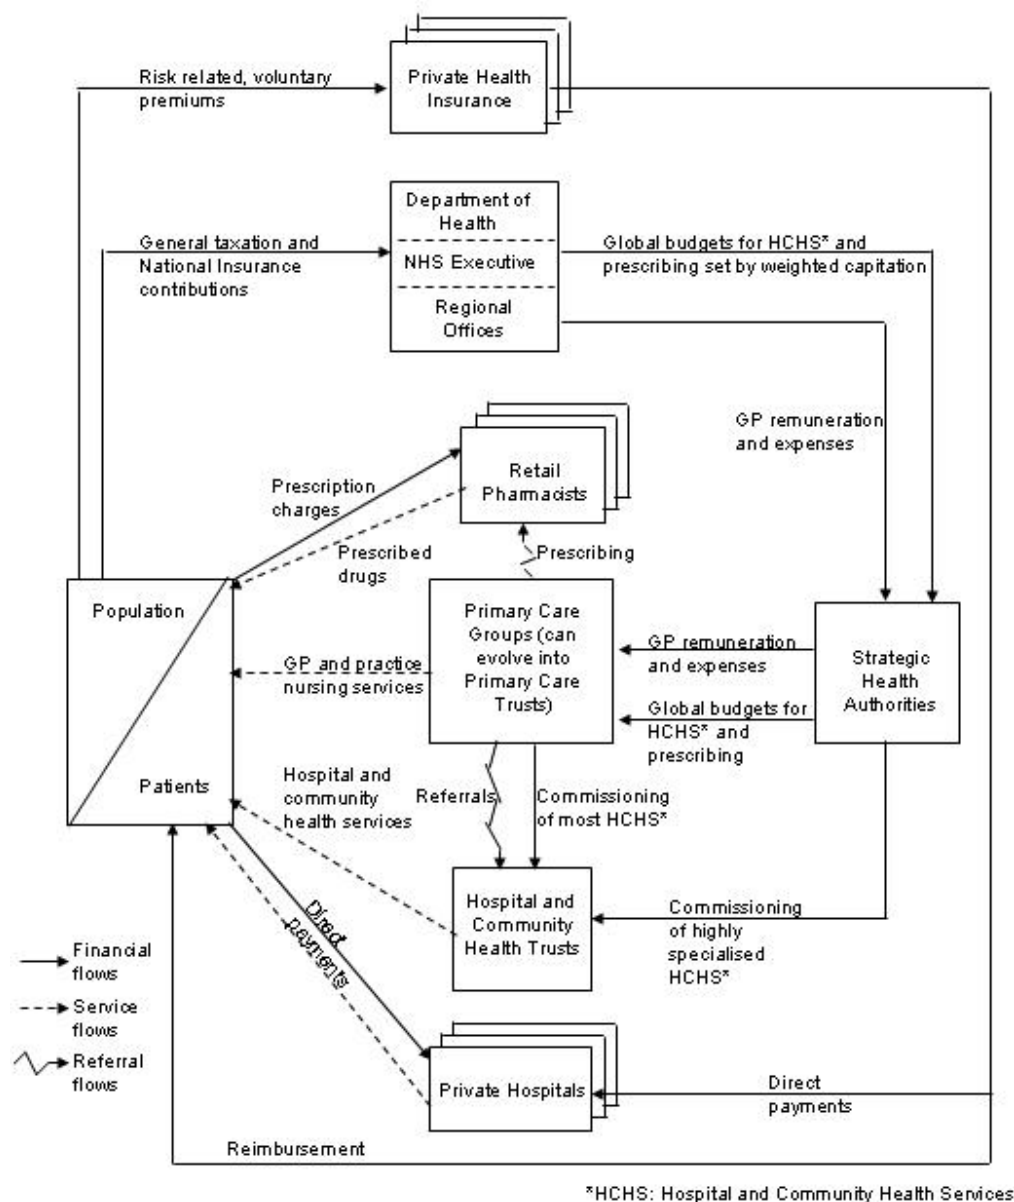 Risk related, voluntary
premiums
Private Health
Insurance
General taxation and
National Insurance
contributions
Department of
Health
NHS Executive
Regional
Offices
Global budgets for HCHS* and
prescribing set by weighted capitation
GP remuneration
and expenses
Prescription
charges
Retail
Pharmacists
Prescribed
drugs
Prescribing
Population
Patients
GP and practice
nursing services
Primary Care
Groups (can
evolve into
Primary Care
Trusts)
GP remuneration
and expenses
Global budgets for
HCHS* and
prescribing
Strategic
Health
Authorities
Hospital and
community
health services
Referrals
Commissioning
of most HCHS*
Hospital and
Community
Health Trusts
Commissioning
of highly
specialised
HCHS*
Direct
payments
Financial
flows
Service
flows
Referral
flows
Private Hospitals
Direct
payments
Reimbursement
*HCHS: Hospital and Community Health Services